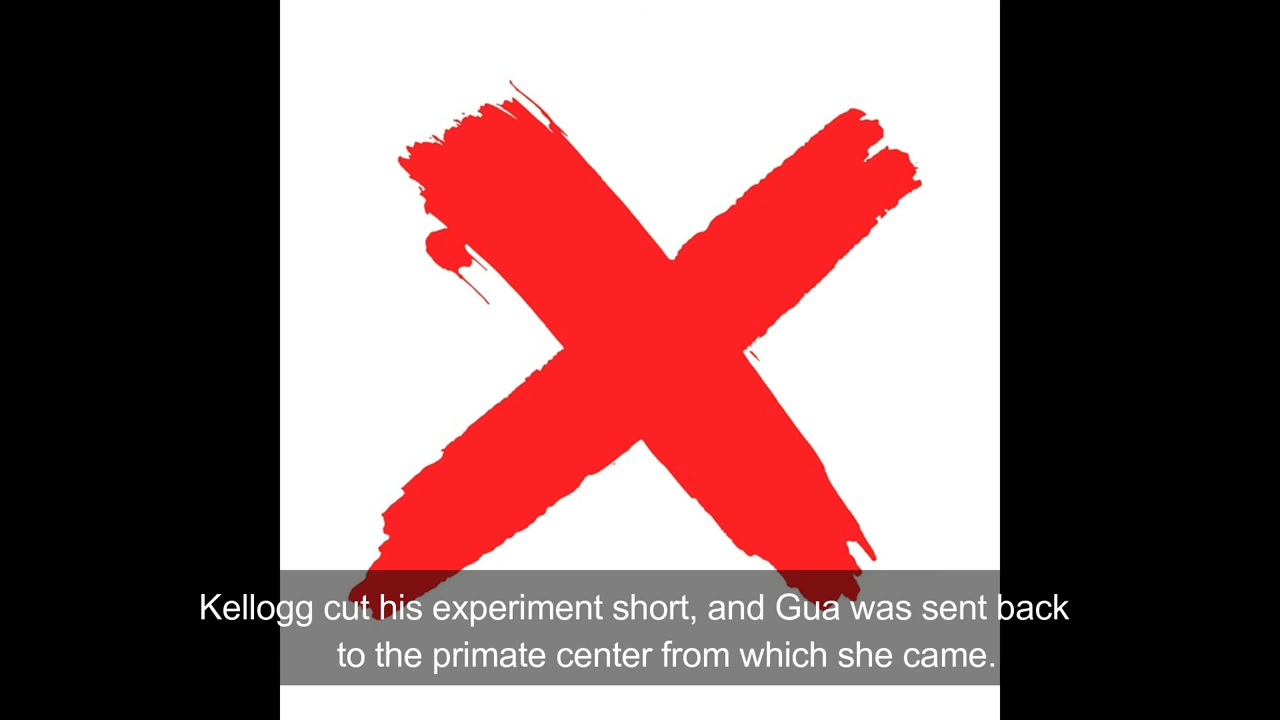 Kellogg cut his experiment short, and Gua was sent back
to the primate center from which she came.